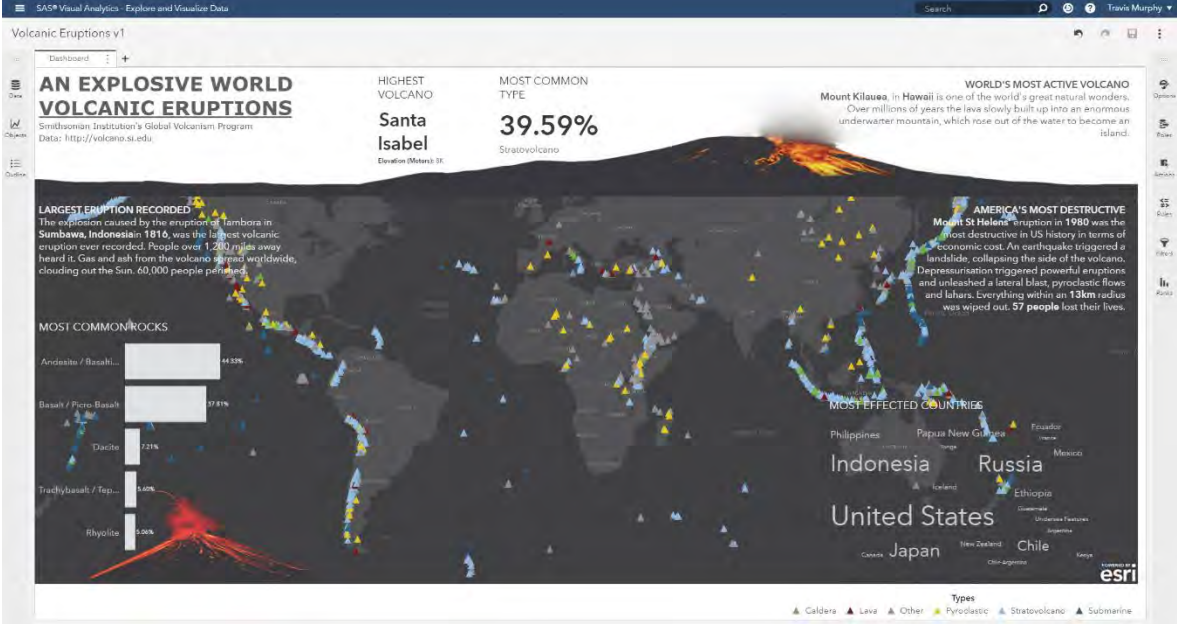 SAS® Visual Analytics - Explore and Visualize Data
Search
Travis Murphy
Volcanic Eruptions v1
Dashboard
Data
Objects
Outline
Options
Roles
Actions
Rules
Filters
Ranks
AN EXPLOSIVE WORLD
VOLCANIC ERUPTIONS
Smithsonian Institution's Global Volcanism Program
Data: http://volcano.si.edu
HIGHEST
VOLCANO
Santa
Isabel
Elevation (Meters): 5K
MOST COMMON
TYPE
39.59%
Stratovolcano
WORLD'S MOST ACTIVE VOLCANO
Mount Kilauea, in Hawaii is one of the world's great natural wonders.
Over millions of years the lava slowly built up into an enormous
underwarter mountain, which rose out of the water to become an
island.
LARGEST ERUPTION RECORDED
The explosion caused by the eruption of Tambora in
Sumbawa, Indonesia in 1816, was the largest volcanic
eruption ever recorded. People over 1,200 miles away
heard it. Gas and ash from the volcano spread worldwide,
clouding out the Sun. 60,000 people perished.
AMERICA'S MOST DESTRUCTIVE
Mount St Helens' eruption in 1980 was the
most destructive in US history in terms of
economic cost. An earthquake triggered a
landslide, collapsing the side of the volcano.
Depressurisation triggered powerful eruptions
and unleashed a lateral blast, pyroclastic flows
and lahars. Everything within an 13km radius
was wiped out. 57 people lost their lives.
MOST COMMON ROCKS
Andesite / Basalti...
44.33%
Basalt / Picro-Basalt
37.81%
Dacite
7.21%
Trachybasalt / Tep...
5.60%
Rhyolite
5.06%
MOST EFFECTED COUNTRIES
Philippines
Papua New Guinea
Ecuador
France
Tonga
Mexico
Indonesia
Russia
Iceland
Ethiopia
United States
Guatemala
Undersea Features
Argentina
Canada
Japan
New Zealand
Chile
Kenya
Chile-Argentina
POWERED BY
esri
Types
Caldera
Lava
Other
Pyroclastic
Stratovolcano
Submarine